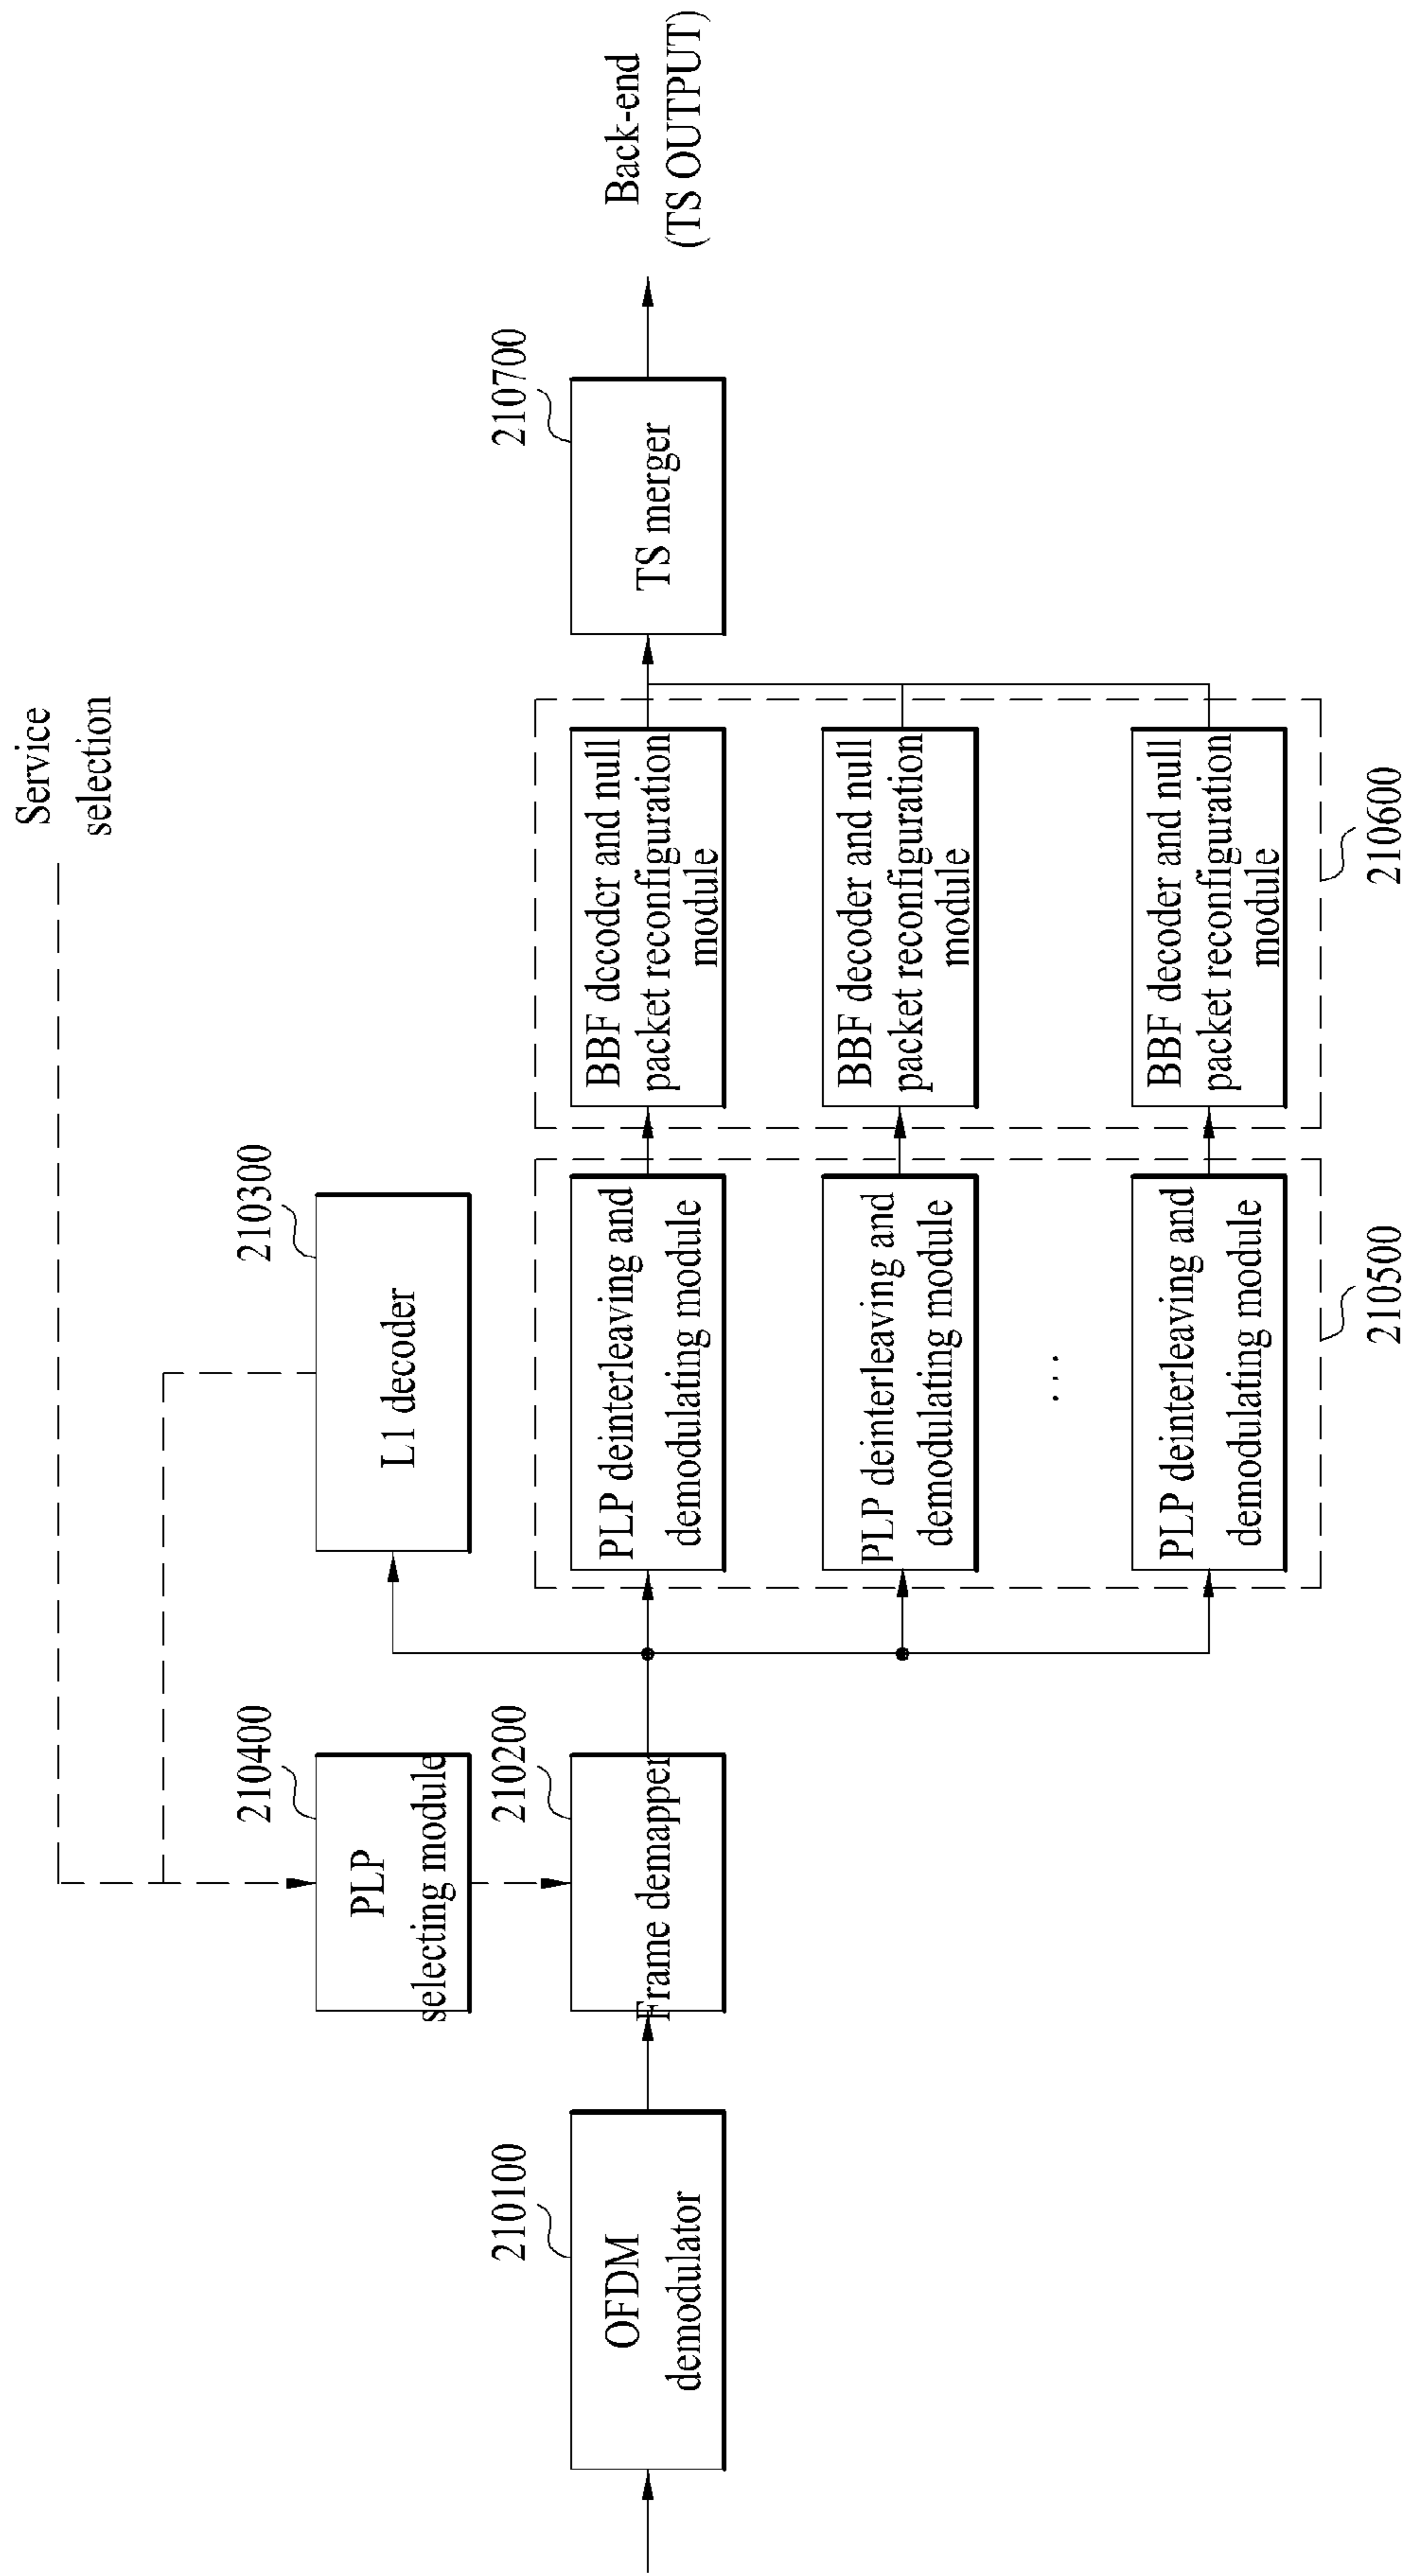 Service
selection
210400
PLP
selecting module
210300
L1 decoder
210100
OFDM
demodulator
210200
Frame demapper
PLP deinterleaving and
demodulating module
BBF decoder and null
packet reconfiguration
module
210700
TS merger
Back-end
(TS OUTPUT)
PLP deinterleaving and
demodulating module
BBF decoder and null
packet reconfiguration
module
...
PLP deinterleaving and
demodulating module
BBF decoder and null
packet reconfiguration
module
210500
210600